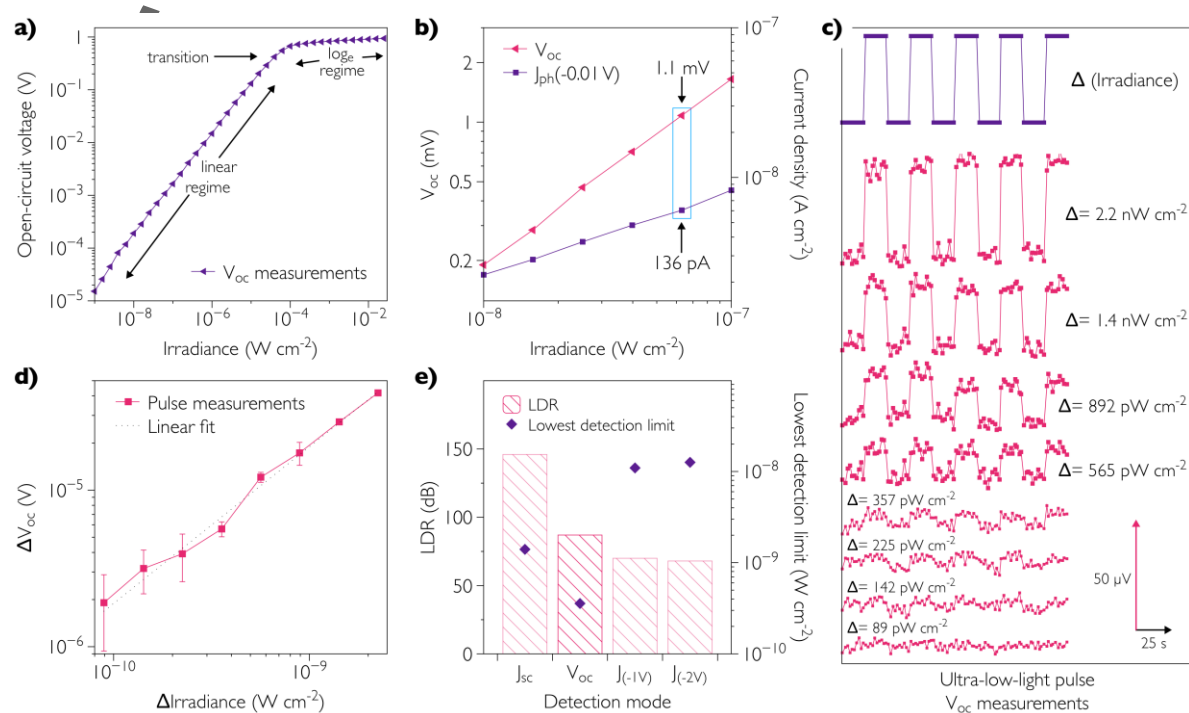 a)
Open-circuit voltage (V)
1
10⁻¹
10⁻²
10⁻³
10⁻⁴
10⁻⁵
transition
logₑ
regime
linear
regime
V_oc measurements
10⁻⁸
10⁻⁶
10⁻⁴
10⁻²
Irradiance (W cm⁻²)
b)
V_oc (mV)
2
1
0.5
0.2
V_oc
J_ph(-0.01V)
1.1 mV
136 pA
10⁻⁷
10⁻⁸
Current density (A cm⁻²)
10⁻⁸
10⁻⁷
Irradiance (W cm⁻²)
c)
Δ (Irradiance)
Δ= 2.2 nW cm⁻²
Δ= 1.4 nW cm⁻²
Δ= 892 pW cm⁻²
Δ= 565 pW cm⁻²
Δ= 357 pW cm⁻²
Δ= 225 pW cm⁻²
Δ= 142 pW cm⁻²
Δ= 89 pW cm⁻²
50 μV
25 s
Ultra-low-light pulse
V_oc measurements
d)
ΔV_oc (V)
10⁻⁵
10⁻⁶
Pulse measurements
Linear fit
10⁻¹⁰
10⁻⁹
ΔIrradiance (W cm⁻²)
e)
LDR (dB)
150
125
100
75
50
25
0
LDR
Lowest detection limit
10⁻⁸
10⁻⁹
10⁻¹⁰
Lowest detection limit (W cm⁻²)
J_sc
V_oc
J_(-1V)
J_(-2V)
Detection mode